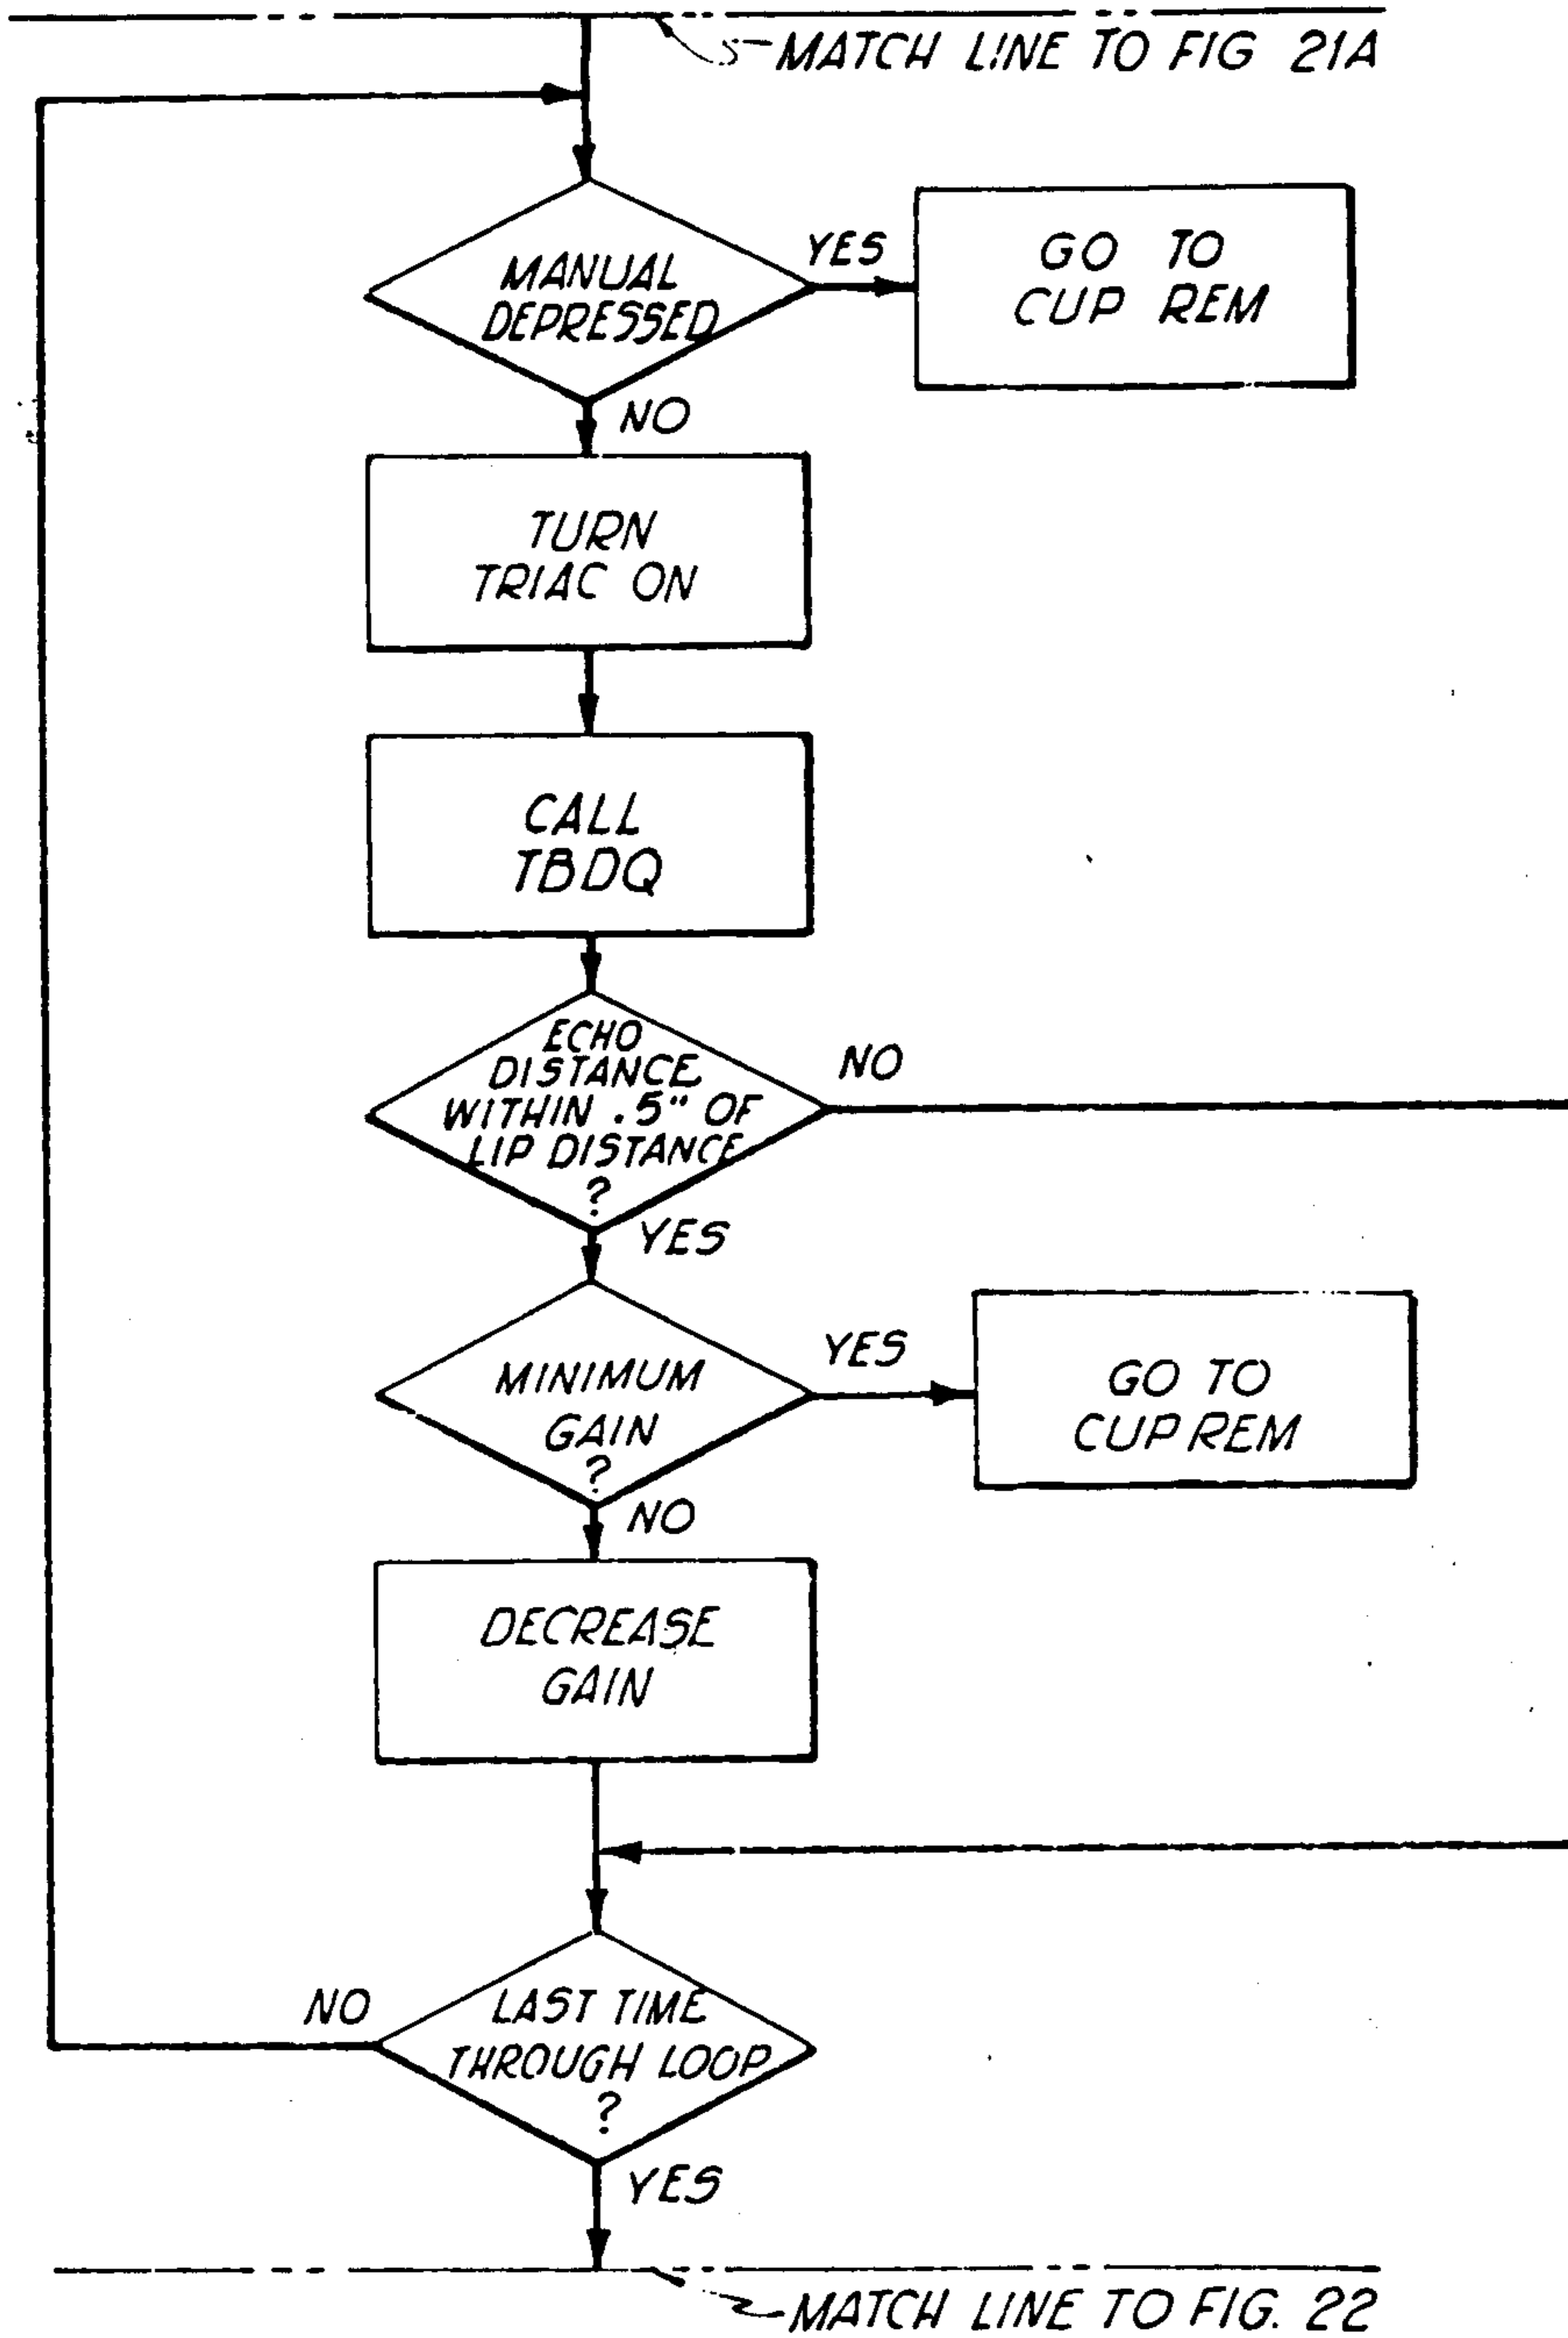 MATCH LINE TO FIG 21A
MANUAL
DEPRESSED
YES
GO TO
CUP REM
NO
TURN
TRIAC ON
CALL
TBDQ
ECHO
DISTANCE
WITHIN .5" OF
LIP DISTANCE
?
NO
YES
MINIMUM
GAIN
?
YES
GO TO
CUP REM
NO
DECREASE
GAIN
NO
LAST TIME
THROUGH LOOP
?
YES
MATCH LINE TO FIG. 22